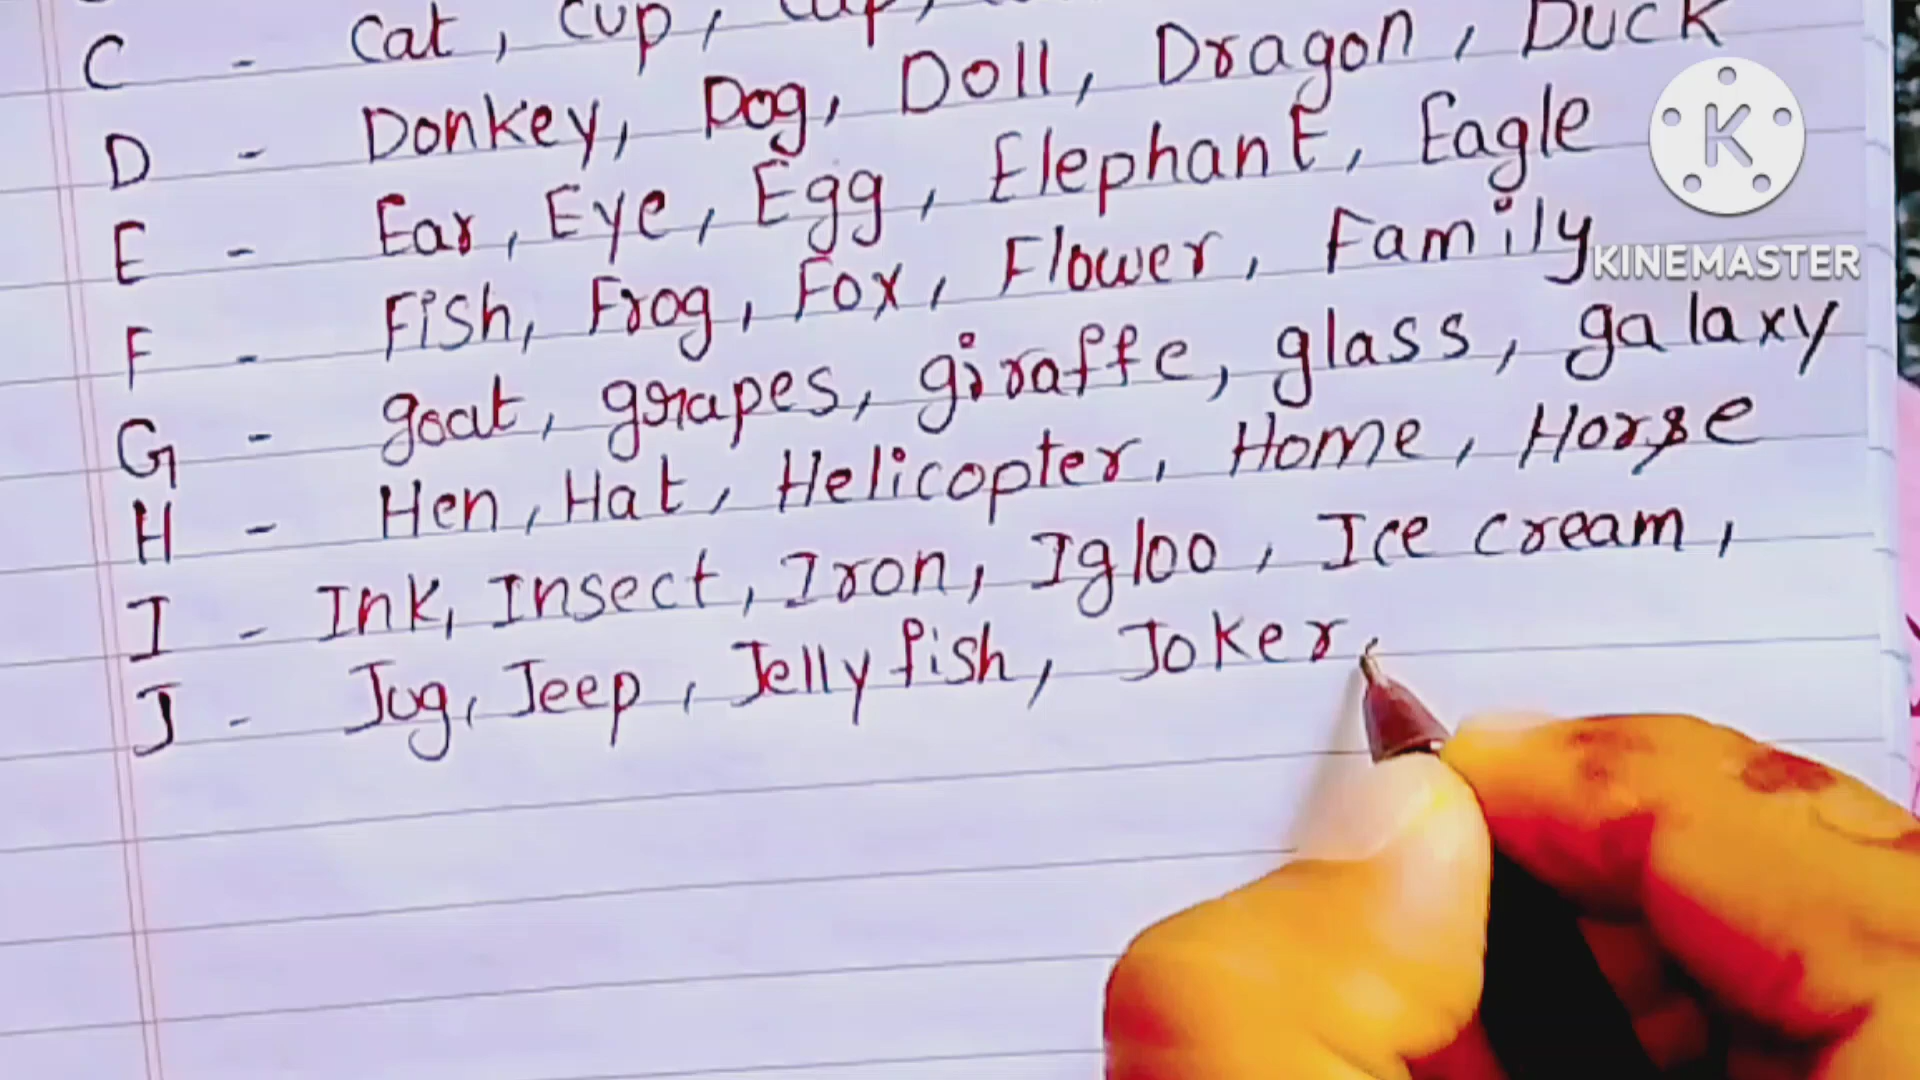 C - Cat, Cup, Cap,
D - Donkey, Dog, Doll, Dragon, Duck
E - Ear, Eye, Egg, Elephant, Eagle
F - Fish, Frog, Fox, Flower, Family
G - goat, grapes, giraffe, glass, galaxy
H - Hen, Hat, Helicopter, Home, Horse
I - Ink, Insect, Iron, Igloo, Ice cream,
J - Jug, Jeep, Jelly fish, Joker,
K
KINEMASTER